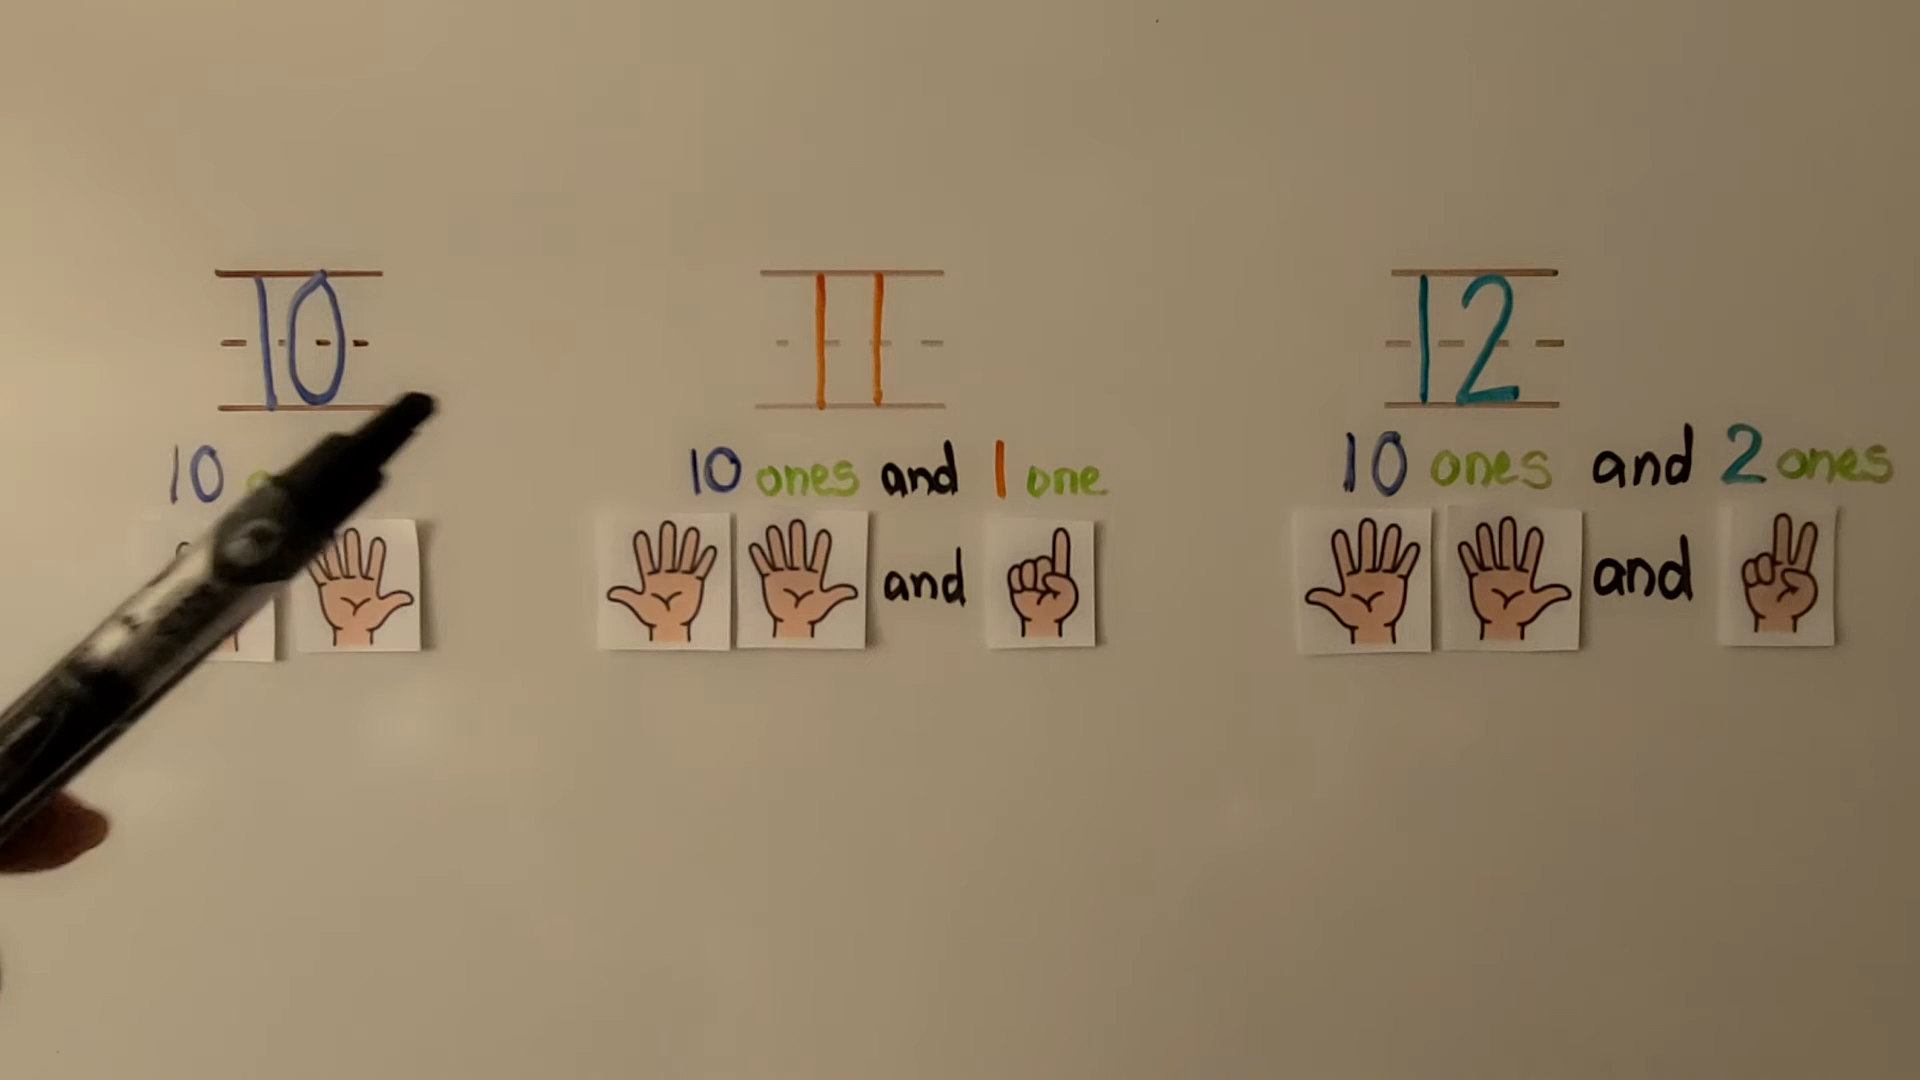 10
10
11
10 ones and 1 one
and
12
10 ones and 2 ones
and